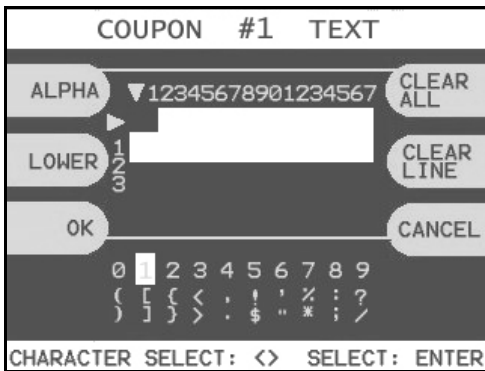 COUPON #1 TEXT
ALPHA
▼12345678901234567
CLEAR
ALL
▶
LOWER
1
2
3
CLEAR
LINE
OK
CANCEL
0 1 2 3 4 5 6 7 8 9
( [ { < , ! ' % : ?
) ] } > . $ " * ; /
CHARACTER SELECT: <> SELECT: ENTER